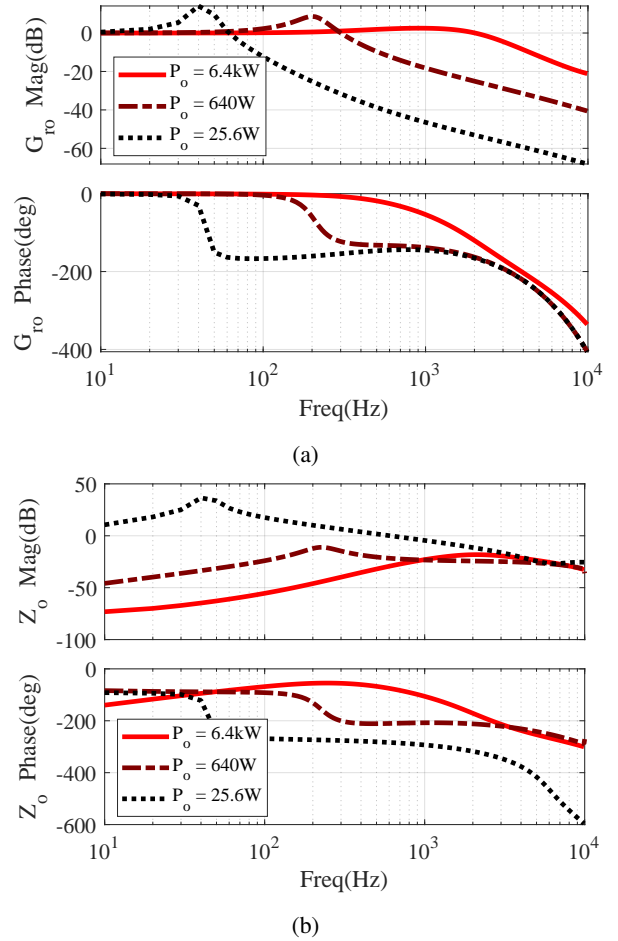 G_ro Mag(dB)
0
-20
-40
-60
P_o = 6.4kW
P_o = 640W
P_o = 25.6W
G_ro Phase(deg)
0
-200
-400
10^1 10^2 10^3 10^4
Freq(Hz)
(a)
Z_o Mag(dB)
50
0
-50
-100
Z_o Phase(deg)
0
-200
-400
-600
P_o = 6.4kW
P_o = 640W
P_o = 25.6W
10^1 10^2 10^3 10^4
Freq(Hz)
(b)